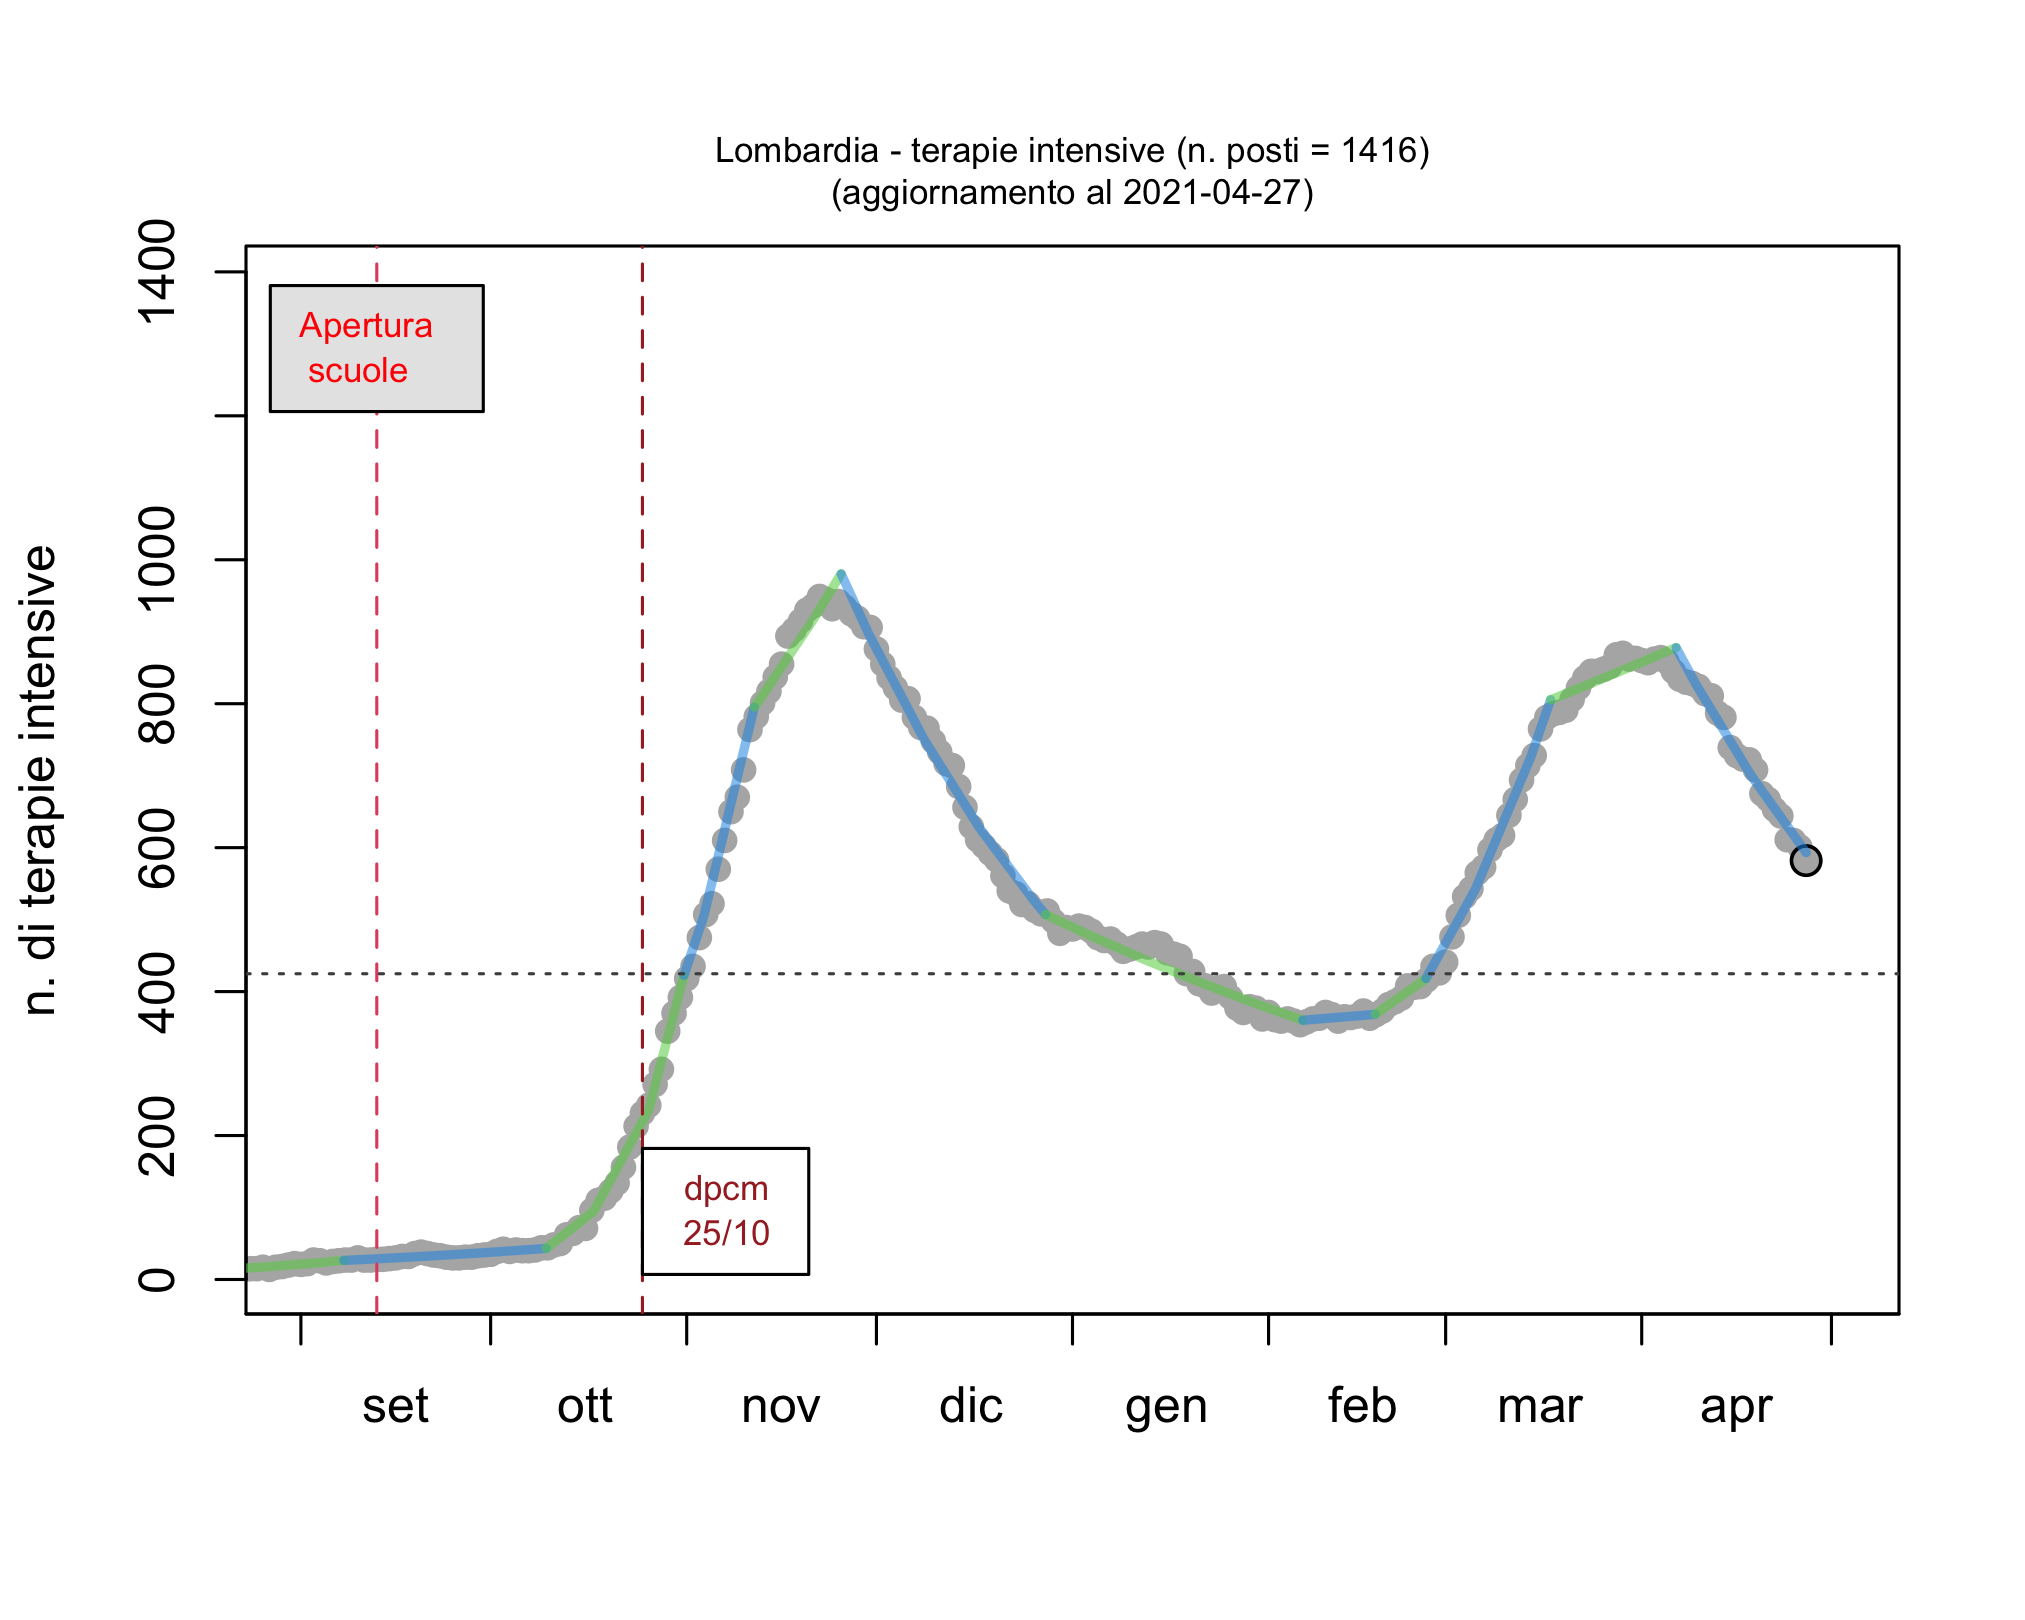 Lombardia - terapie intensive (n. posti = 1416)
(aggiornamento al 2021-04-27)
n. di terapie intensive
1400
1000
800
600
400
200
0
Apertura
scuole
dpcm
25/10
set ott nov dic gen feb mar apr